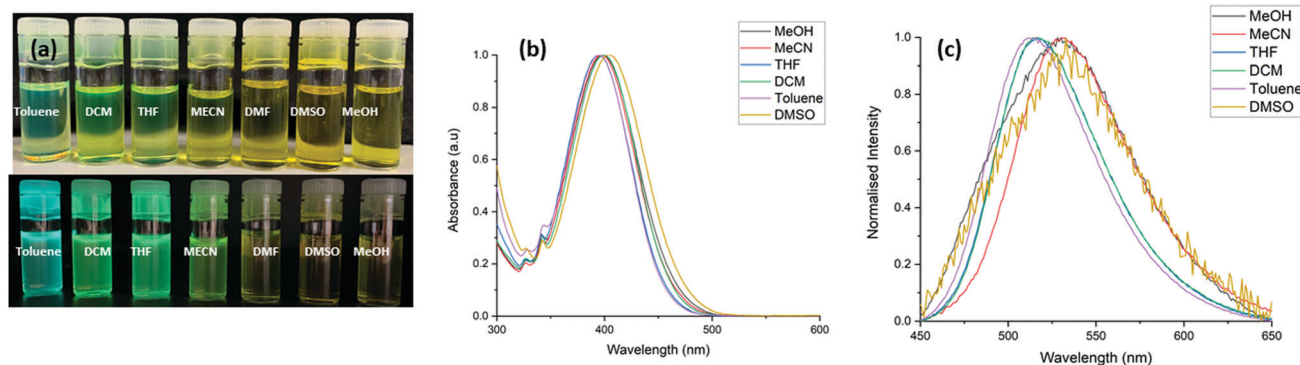 (a)
Toluene DCM THF MECN DMF DMSO MeOH
Toluene DCM THF MECN DMF DMSO MeOH
(b)
MeOH
MeCN
THF
DCM
Toluene
DMSO
Absorbance (a.u)
1.0
0.8
0.6
0.4
0.2
0.0
300 400 500 600
Wavelength (nm)
(c)
MeOH
MeCN
THF
DCM
Toluene
DMSO
Normalised Intensity
1.0
0.8
0.6
0.4
0.2
0.0
450 500 550 600 650
Wavelength (nm)